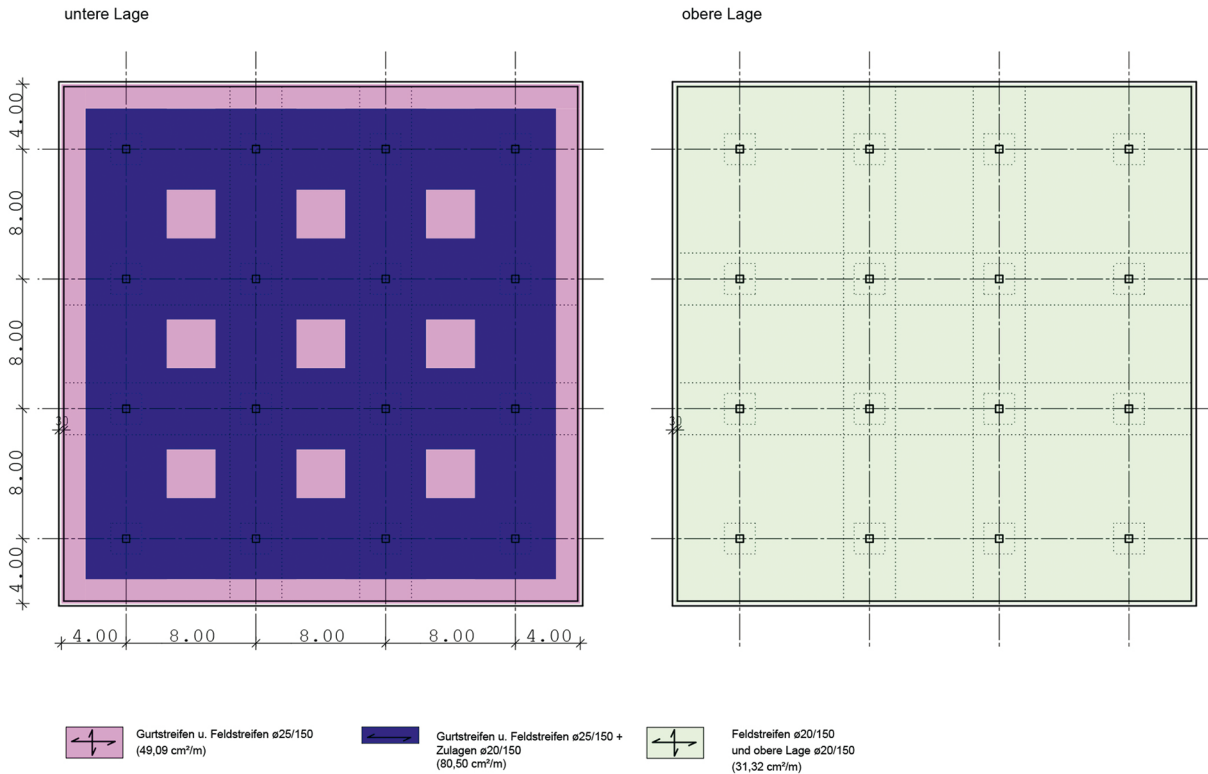 untere Lage
obere Lage
4.00
8.00
8.00
8.00
4.00
30
30
4.00 8.00 8.00 8.00 4.00
Gurtstreifen u. Feldstreifen ø25/150
(49,09 cm²/m)
Gurtstreifen u. Feldstreifen ø25/150 +
Zulagen ø20/150
(80,50 cm²/m)
Feldstreifen ø20/150
und obere Lage ø20/150
(31,32 cm²/m)